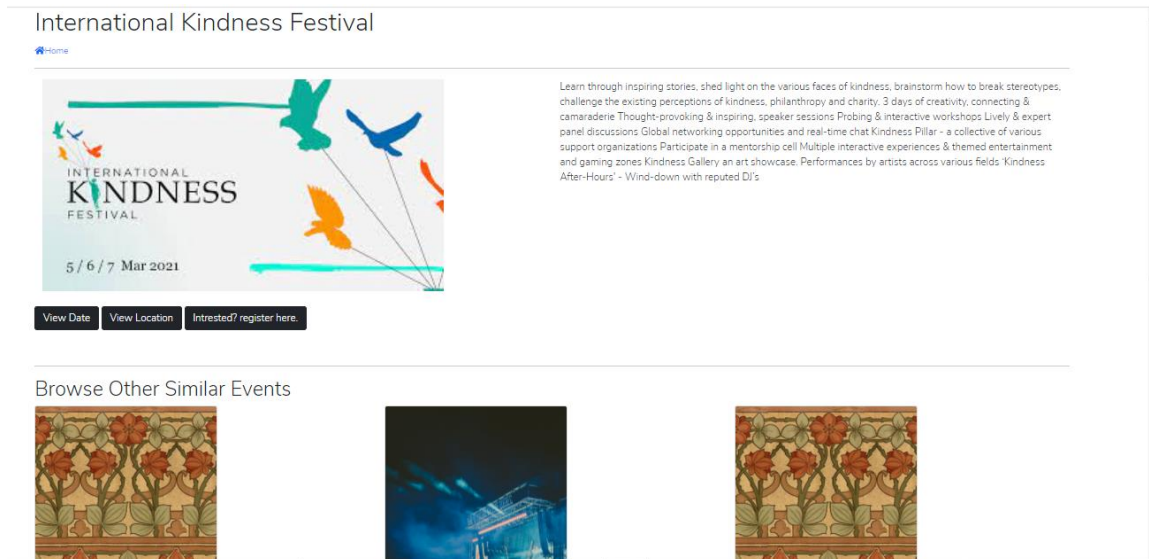 International Kindness Festival
Home
Learn through inspiring stories, shed light on the various faces of kindness, brainstorm how to break stereotypes,
challenge the existing perceptions of kindness, philanthropy and charity. 3 days of creativity, connecting &
camaraderie Thought-provoking & inspiring, speaker sessions Probing & interactive workshops Lively & expert
panel discussions Global networking opportunities and real-time chat Kindness Pillar - a collective of various
support organizations Participate in a mentorship cell Multiple interactive experiences & themed entertainment
and gaming zones Kindness Gallery an art showcase. Performances by artists across various fields 'Kindness
After-Hours' - Wind-down with reputed DJ's
INTERNATIONAL
KINDNESS
FESTIVAL
5 / 6 / 7 Mar 2021
View Date
View Location
Intrested? register here.
Browse Other Similar Events